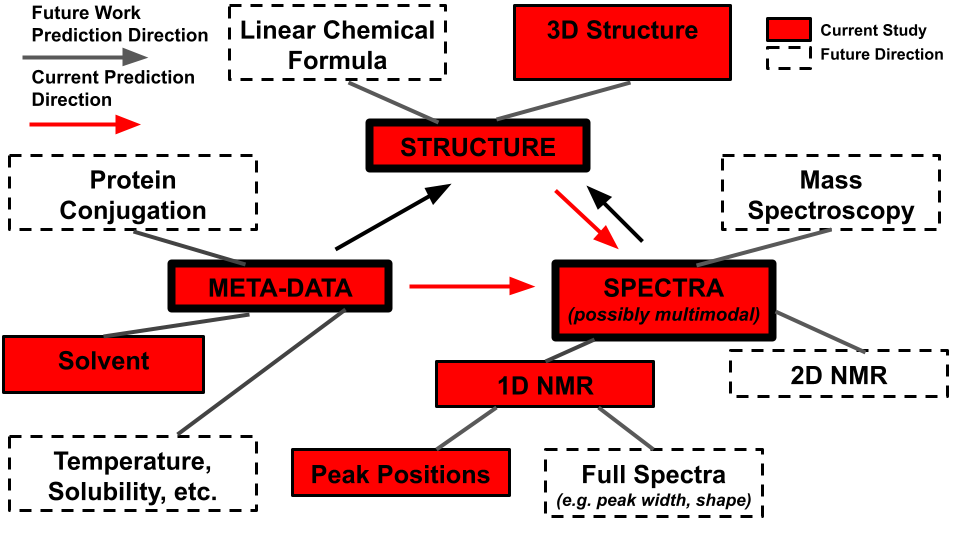 Future Work
Prediction Direction
Current Prediction
Direction
Linear Chemical
Formula
3D Structure
Current Study
Future Direction
STRUCTURE
Protein
Conjugation
Mass
Spectroscopy
META-DATA
SPECTRA
(possibly multimodal)
Solvent
1D NMR
2D NMR
Temperature,
Solubility, etc.
Peak Positions
Full Spectra
(e.g. peak width, shape)